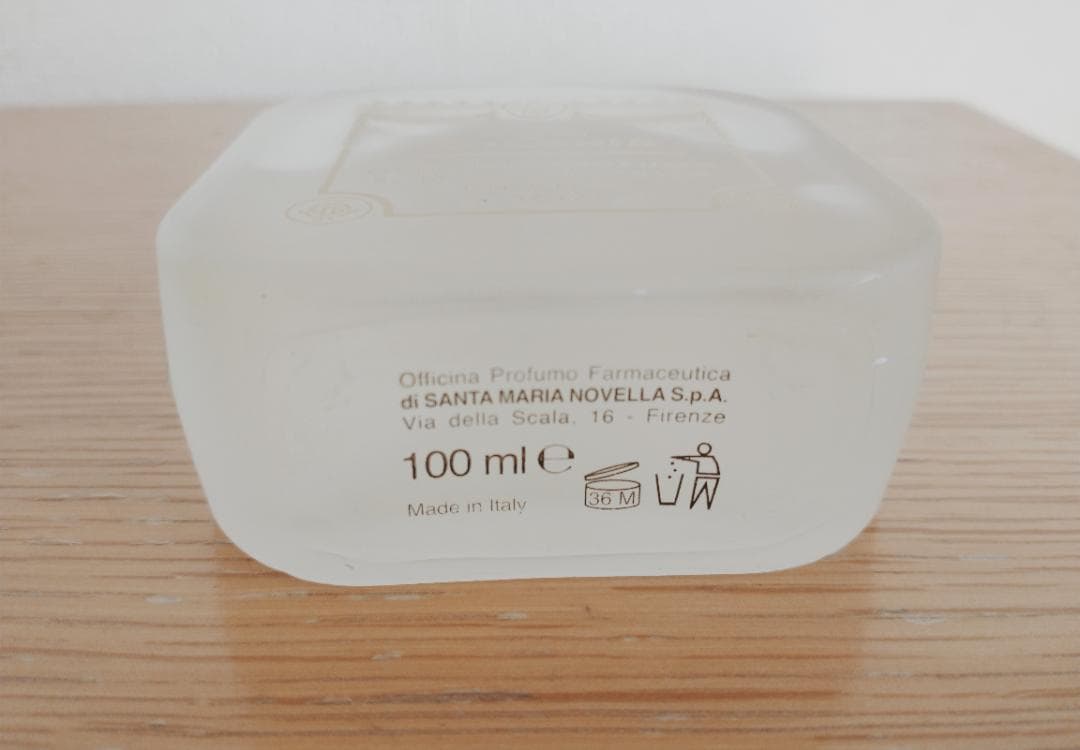 Officina Profumo Farmaceutica
di SANTA MARIA NOVELLA S.p.A.
Via della Scala, 16 - Firenze
100 ml ℮
36 M
Made in Italy